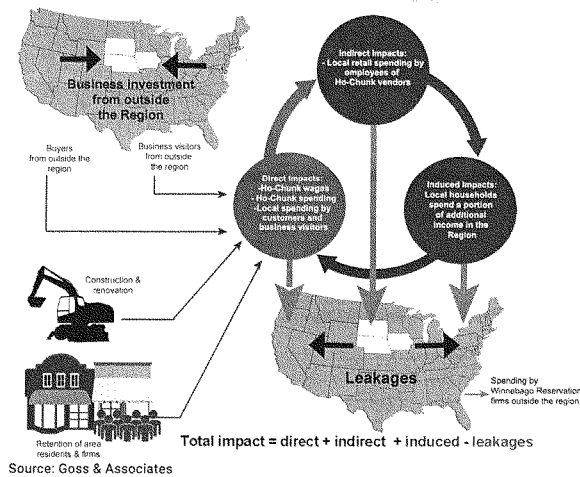 Business investment
from outside
the Region
Buyers
from outside the
region
Business visitors
from outside
the region
Indirect Impacts:
- Local retail spending by
employees of
Ho-Chunk vendors
Direct Impacts:
-Ho-Chunk wages
- Ho-Chunk spending
-Local spending by
customers and
business visitors
Induced Impacts:
Local households
spend a portion
of additional
income in the
Region
Construction &
renovation
Retention of area
residents & firms
Leakages
Spending by
Winnebago Reservation
firms outside the region
Total impact = direct + indirect + induced - leakages
Source: Goss & Associates